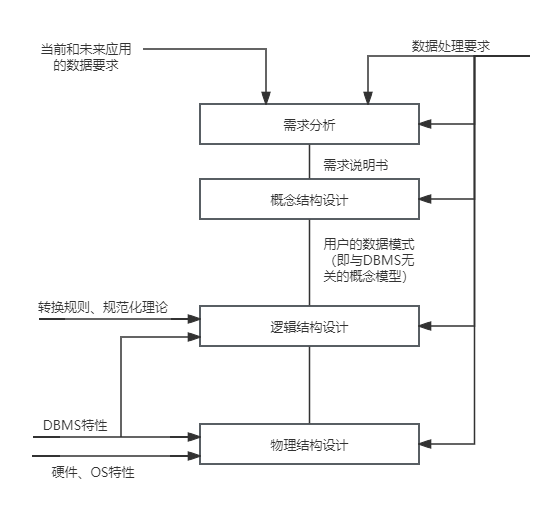 当前和未来应用
的数据要求
数据处理要求
需求分析
需求说明书
概念结构设计
用户的数据模式
（即与DBMS无
关的概念模型）
转换规则、规范化理论
逻辑结构设计
DBMS特性
物理结构设计
硬件、OS特性